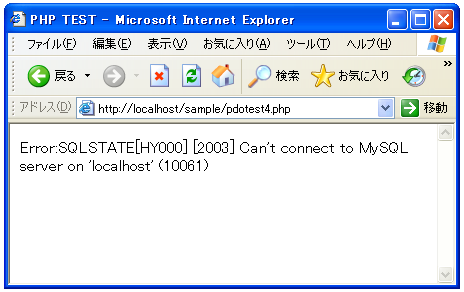 PHP TEST - Microsoft Internet Explorer
ファイル(F) 編集(E) 表示(V) お気に入り(A) ツール(T) ヘルプ(H)
戻る 検索 お気に入り
アドレス(D) http://localhost/sample/pdotest4.php 移動
Error:SQLSTATE[HY000] [2003] Can't connect to MySQL
server on 'localhost' (10061)